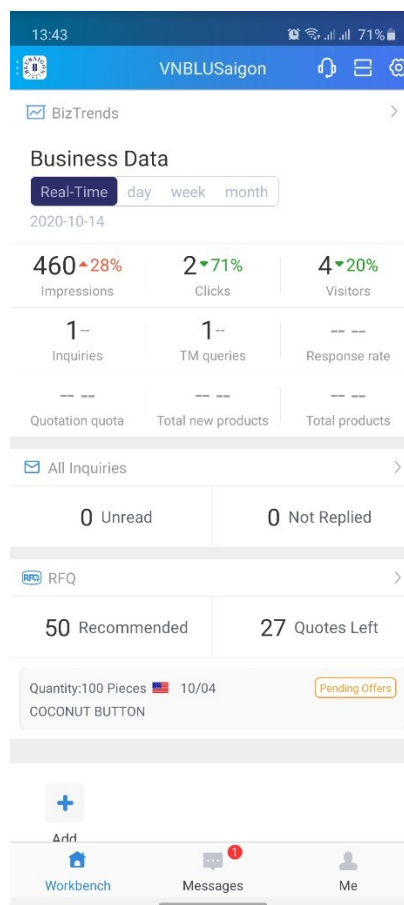 13:43 71%
VNBLUSaigon
BizTrends
Business Data
Real-Time day week month
2020-10-14
460 28% 2 71% 4 20%
Impressions Clicks Visitors
1-- 1-- -- --
Inquiries TM queries Response rate
-- -- -- -- -- --
Quotation quota Total new products Total products
All Inquiries
0 Unread 0 Not Replied
RFQ RFQ
50 Recommended 27 Quotes Left
Quantity:100 Pieces 10/04 Pending Offers
COCONUT BUTTON
Add
1
Workbench Messages Me